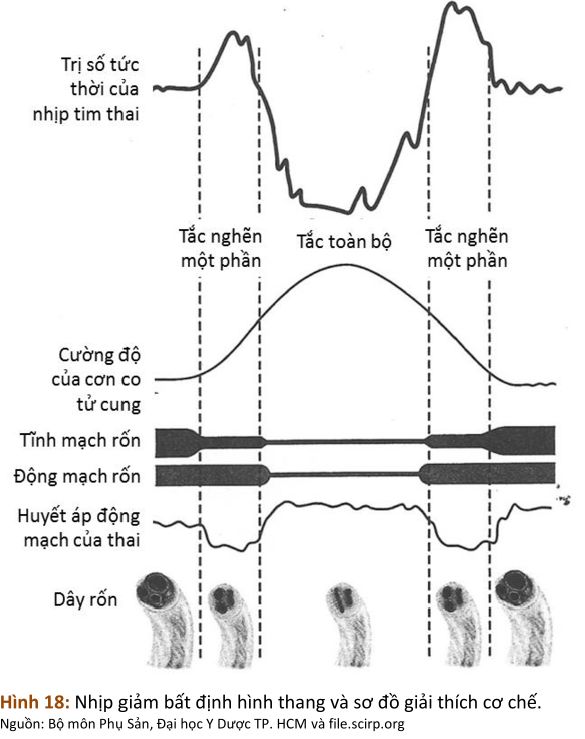 Trị số tức
thời của
nhịp tim thai
Tắc nghẽn
một phần
Tắc toàn bộ
Tắc nghẽn
một phần
Cường độ
của cơn co
tử cung
Tĩnh mạch rốn
Động mạch rốn
Huyết áp động
mạch của thai
Dây rốn
Hình 18: Nhịp giảm bất định hình thang và sơ đồ giải thích cơ chế.
Nguồn: Bộ môn Phụ Sản, Đại học Y Dược TP. HCM và file.scirp.org